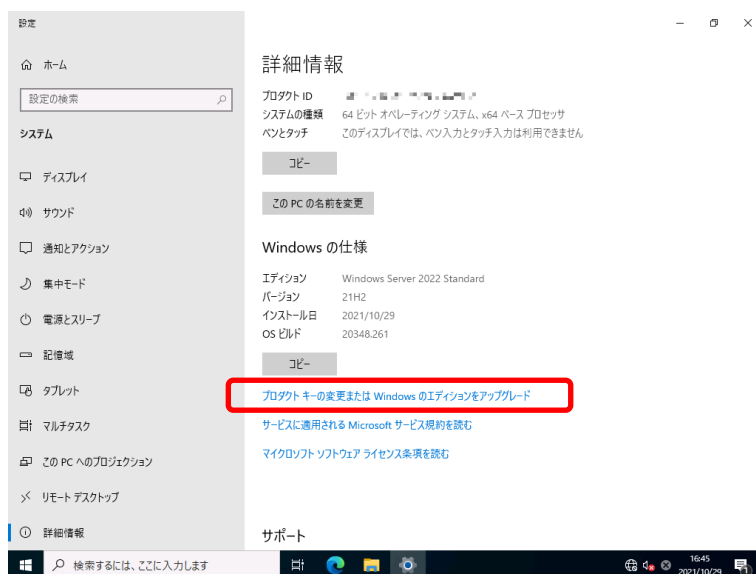 設定
ホーム
設定の検索
システム
ディスプレイ
サウンド
通知とアクション
集中モード
電源とスリープ
記憶域
タブレット
マルチタスク
この PC へのプロジェクション
リモート デスクトップ
詳細情報
詳細情報
プロダクト ID
システムの種類 64 ビット オペレーティング システム、x64 ベース プロセッサ
ペンとタッチ このディスプレイでは、ペン入力とタッチ入力は利用できません
コピー
この PC の名前を変更
Windows の仕様
エディション Windows Server 2022 Standard
バージョン 21H2
インストール日 2021/10/29
OS ビルド 20348.261
コピー
プロダクト キーの変更または Windows のエディションをアップグレード
サービスに適用される Microsoft サービス規約を読む
マイクロソフト ソフトウェア ライセンス条項を読む
サポート
検索するには、ここに入力します
16:45
2021/10/29